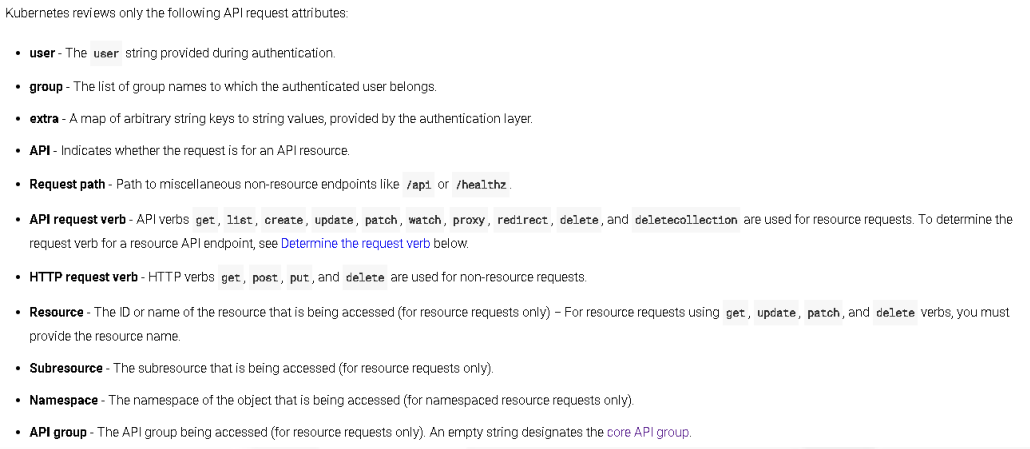 Kubernetes reviews only the following API request attributes:
• user - The user string provided during authentication.
• group - The list of group names to which the authenticated user belongs.
• extra - A map of arbitrary string keys to string values, provided by the authentication layer.
• API - Indicates whether the request is for an API resource.
• Request path - Path to miscellaneous non-resource endpoints like /api or /healthz.
• API request verb - API verbs get, list, create, update, patch, watch, proxy, redirect, delete, and deletecollection are used for resource requests. To determine the
request verb for a resource API endpoint, see Determine the request verb below.
• HTTP request verb - HTTP verbs get, post, put, and delete are used for non-resource requests.
• Resource - The ID or name of the resource that is being accessed (for resource requests only) – For resource requests using get, update, patch, and delete verbs, you must
provide the resource name.
• Subresource - The subresource that is being accessed (for resource requests only).
• Namespace - The namespace of the object that is being accessed (for namespaced resource requests only).
• API group - The API group being accessed (for resource requests only). An empty string designates the core API group.